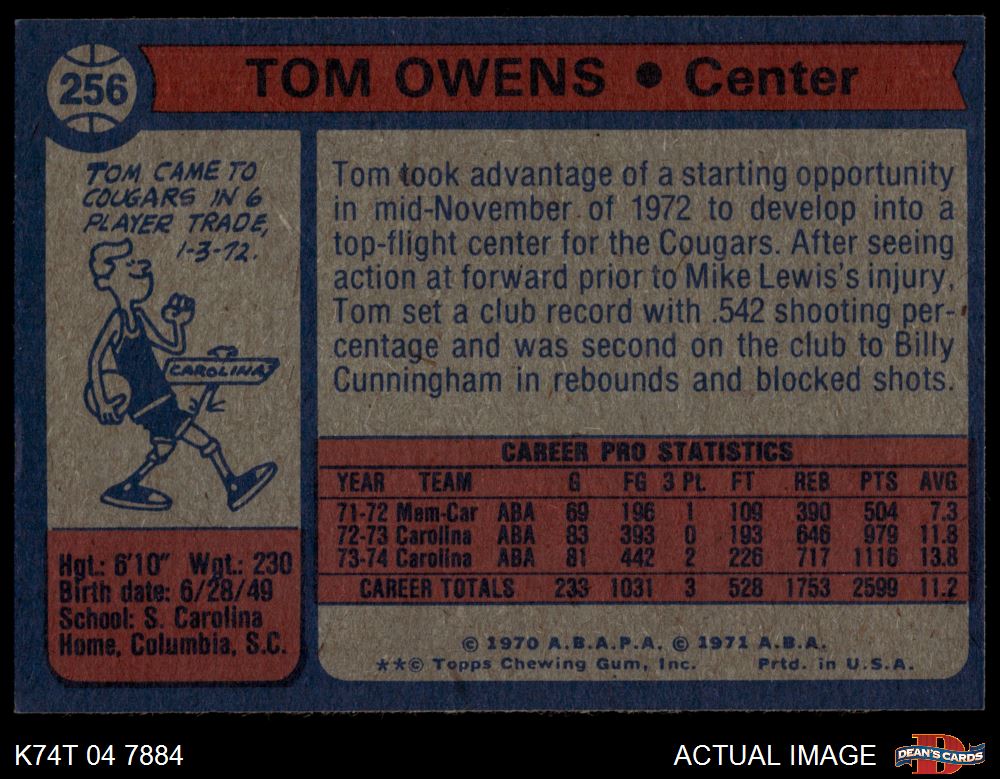 256
TOM OWENS • Center
TOM CAME TO
COUGARS IN 6
PLAYER TRADE,
1-3-72.
CAROLINA
Hgt.: 6'10" Wgt.: 230
Birth date: 6/28/49
School: S. Carolina
Home, Columbia, S.C.
Tom took advantage of a starting opportunity
in mid-November of 1972 to develop into a
top-flight center for the Cougars. After seeing
action at forward prior to Mike Lewis's injury,
Tom set a club record with .542 shooting per-
centage and was second on the club to Billy
Cunningham in rebounds and blocked shots.
CAREER PRO STATISTICS
YEAR TEAM G FG 3 Pt. FT REB PTS AVG
71-72 Mem-Car ABA 69 196 1 109 390 504 7.3
72-73 Carolina ABA 83 393 0 193 646 979 11.8
73-74 Carolina ABA 81 442 2 226 717 1116 13.8
CAREER TOTALS 233 1031 3 528 1753 2599 11.2
© 1970 A.B.A.P.A. © 1971 A.B.A.
**© Topps Chewing Gum, Inc. Prtd. in U.S.A.
K74T 04 7884
ACTUAL IMAGE
D
DEAN'S CARDS